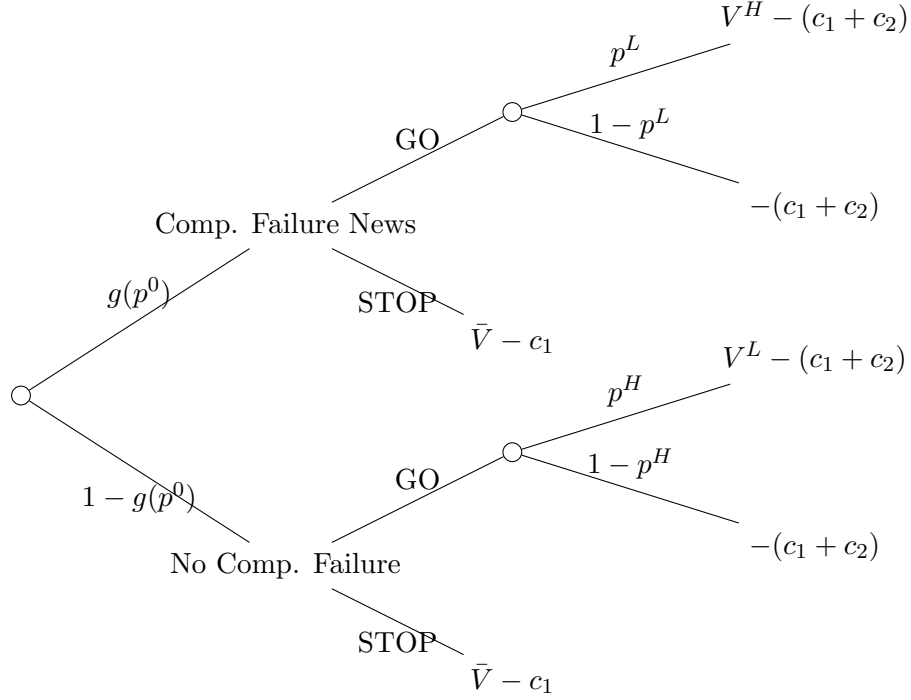 V^H − (c_1 + c_2)
p^L
1 − p^L
GO
−(c_1 + c_2)
Comp. Failure News
g(p^0)
STOP
V̄ − c_1
V^L − (c_1 + c_2)
p^H
1 − p^H
GO
1 − g(p^0)
−(c_1 + c_2)
No Comp. Failure
STOP
V̄ − c_1